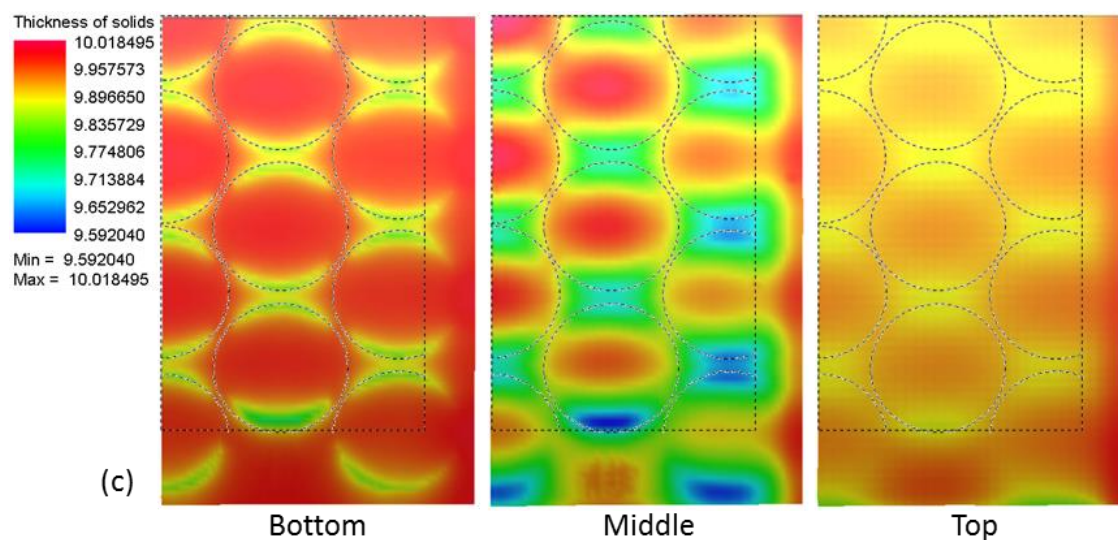 Thickness of solids
10.018495
9.957573
9.896650
9.835729
9.774806
9.713884
9.652962
9.592040
Min = 9.592040
Max = 10.018495
(c)
Bottom
Middle
Top